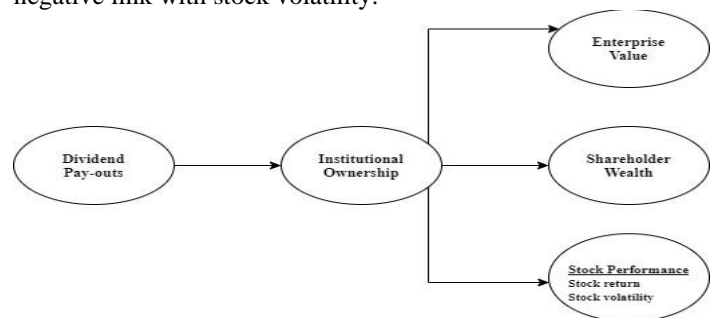 negative link with stock volatility.
Enterprise
Value
Dividend
Pay-outs
Institutional
Ownership
Shareholder
Wealth
Stock Performance
Stock return
Stock volatility